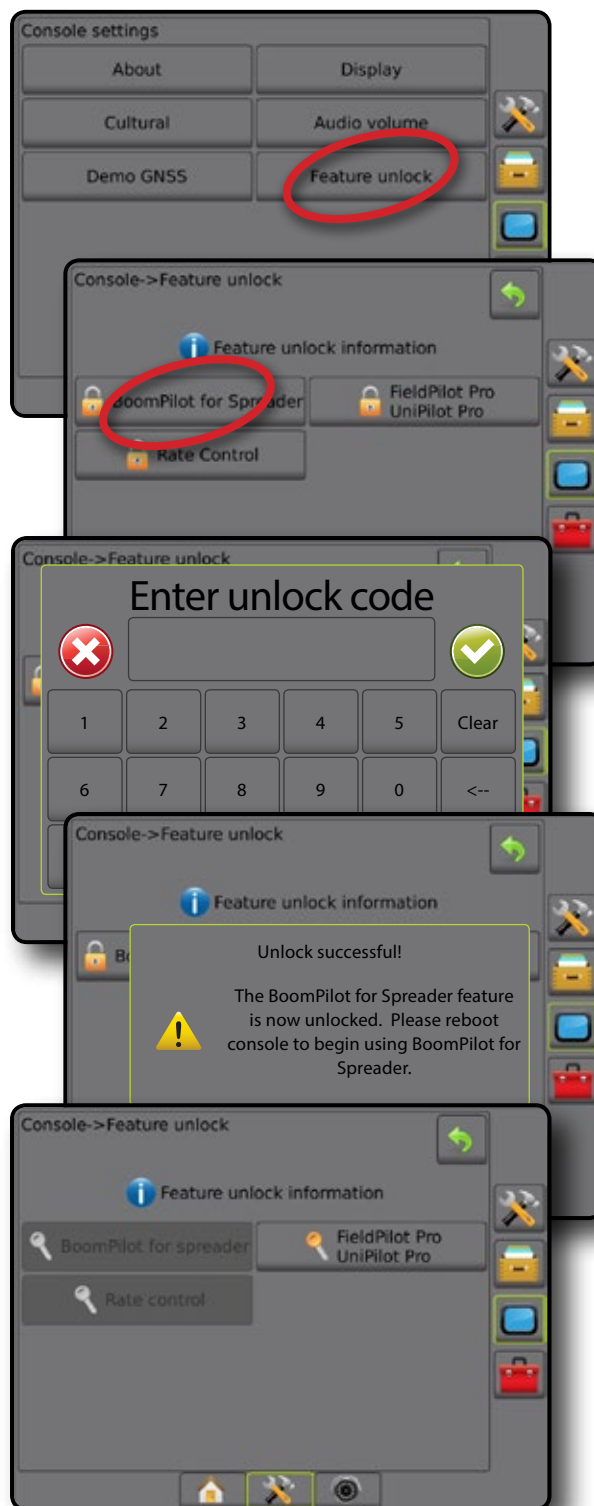 Console settings
About
Display
Cultural
Audio volume
Demo GNSS
Feature unlock
Console->Feature unlock
Feature unlock information
BoomPilot for Spreader
FieldPilot Pro
UniPilot Pro
Rate Control
Console->Feature unlock
Enter unlock code
1 2 3 4 5 Clear
6 7 8 9 0 <--
Console->Feature unlock
Feature unlock information
Bo
Unlock successful!
The BoomPilot for Spreader feature
is now unlocked.  Please reboot
console to begin using BoomPilot for
Spreader.
Console->Feature unlock
Feature unlock information
BoomPilot for spreader
FieldPilot Pro
UniPilot Pro
Rate control